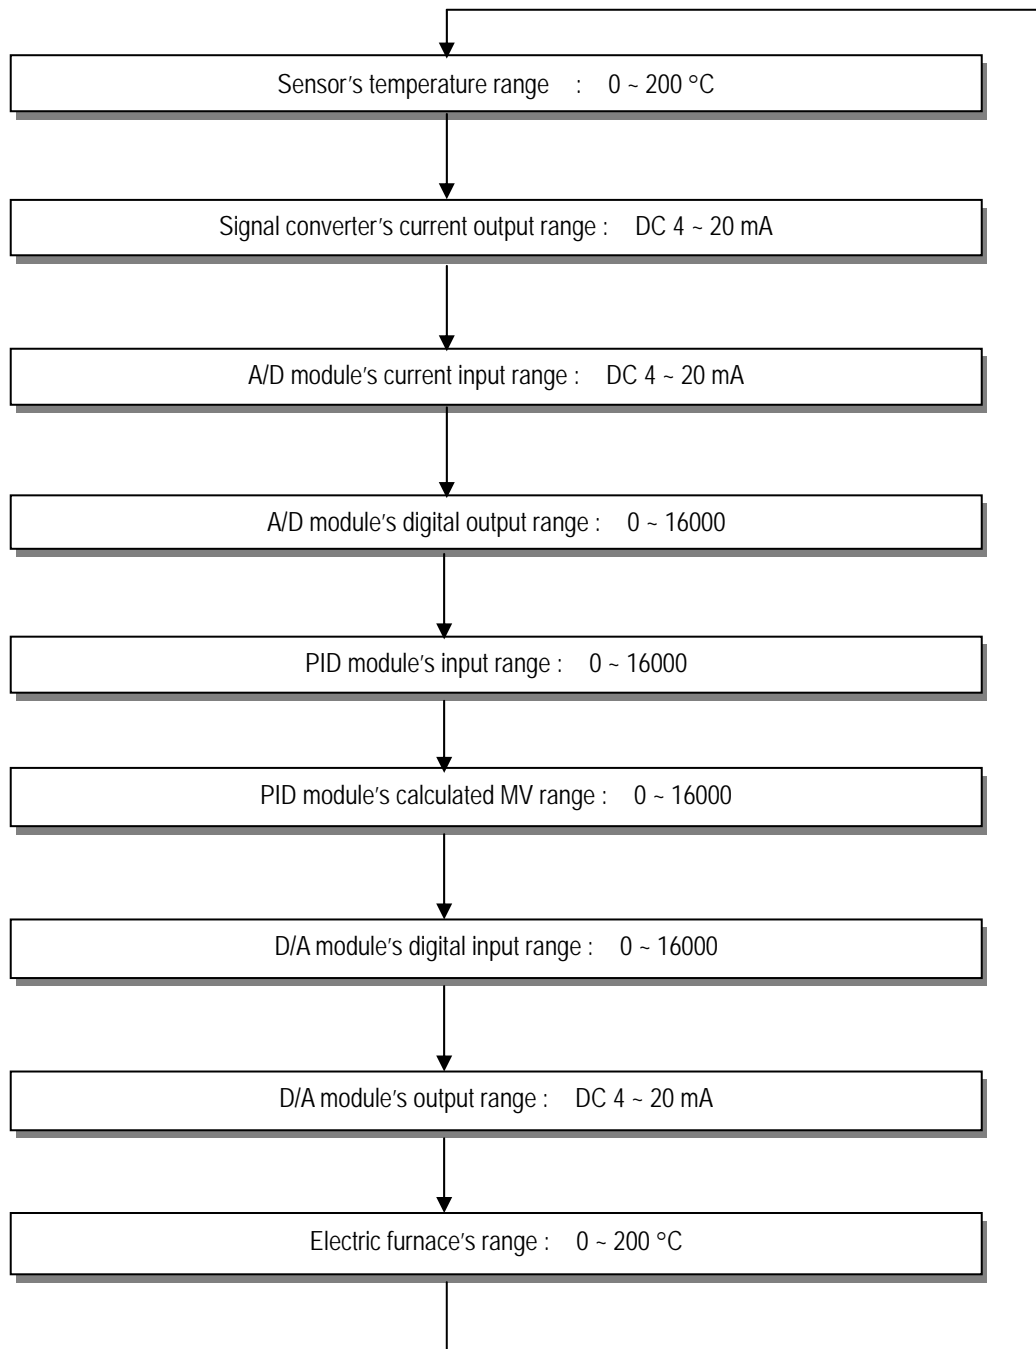 Sensor’s temperature range : 0 ~ 200 °C
Signal converter’s current output range : DC 4 ~ 20 mA
A/D module’s current input range : DC 4 ~ 20 mA
A/D module’s digital output range : 0 ~ 16000
PID module’s input range : 0 ~ 16000
PID module’s calculated MV range : 0 ~ 16000
D/A module’s digital input range : 0 ~ 16000
D/A module’s output range : DC 4 ~ 20 mA
Electric furnace’s range : 0 ~ 200 °C